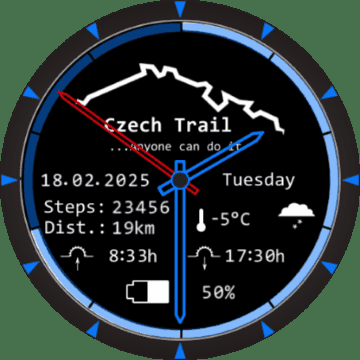 Czech Trail
...Anyone can do it
18.02.2025 Tuesday
Steps: 23456
-5°C
Dist.: 19km
8:33h 17:30h
50%